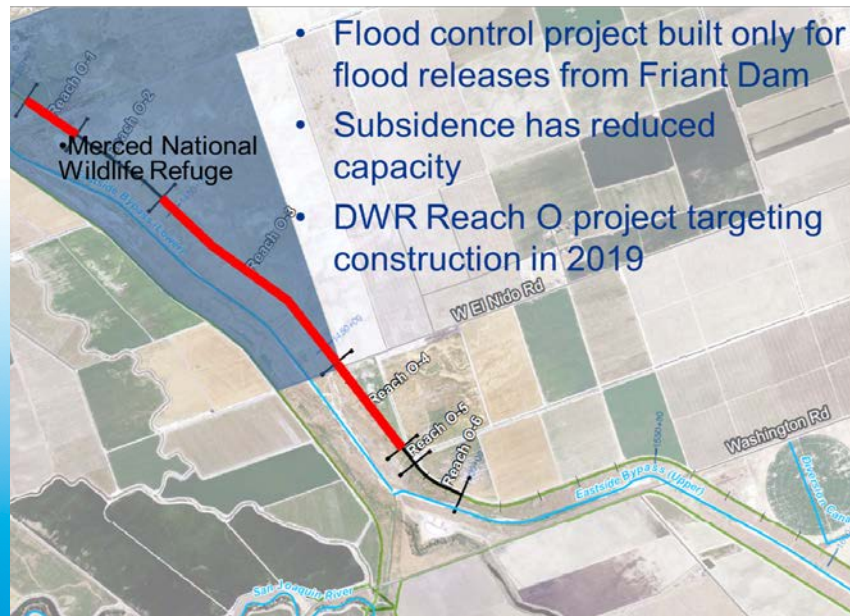 • Flood control project built only for
flood releases from Friant Dam
• Subsidence has reduced
capacity
• DWR Reach O project targeting
construction in 2019
Reach O-1
Reach O-2
•Merced National
Wildlife Refuge
Bypass (Lower)
Reach O-3
W El Nido Rd
Reach O-4
Reach O-5
Reach O-6
Washington Rd
Eastside Bypass (Upper)
San Joaquin River